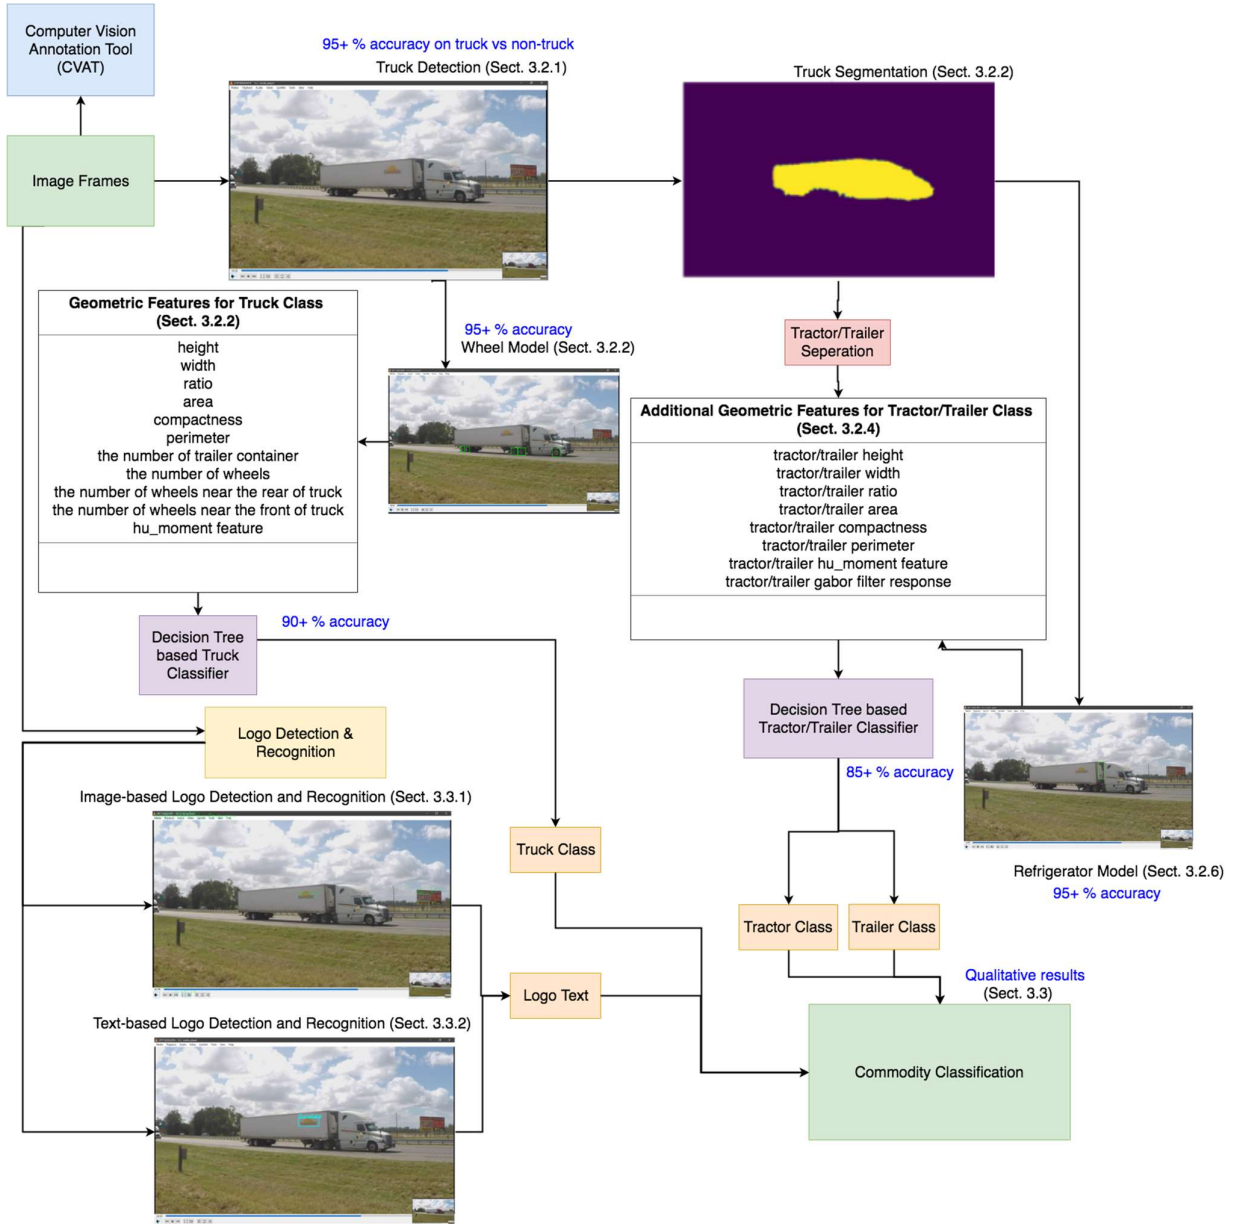 Computer Vision
Annotation Tool
(CVAT)
95+ % accuracy on truck vs non-truck
Truck Detection (Sect. 3.2.1)
Truck Segmentation (Sect. 3.2.2)
Image Frames
Geometric Features for Truck Class
(Sect. 3.2.2)
height
width
ratio
area
compactness
perimeter
the number of trailer container
the number of wheels
the number of wheels near the rear of truck
the number of wheels near the front of truck
hu_moment feature
95+ % accuracy
Wheel Model (Sect. 3.2.2)
Tractor/Trailer
Seperation
Additional Geometric Features for Tractor/Trailer Class
(Sect. 3.2.4)
tractor/trailer height
tractor/trailer width
tractor/trailer ratio
tractor/trailer area
tractor/trailer compactness
tractor/trailer perimeter
tractor/trailer hu_moment feature
tractor/trailer gabor filter response
Decision Tree
based Truck
Classifier
90+ % accuracy
Decision Tree based
Tractor/Trailer Classifier
85+ % accuracy
Logo Detection &
Recognition
Image-based Logo Detection and Recognition (Sect. 3.3.1)
Truck Class
Refrigerator Model (Sect. 3.2.6)
95+ % accuracy
Tractor Class
Trailer Class
Logo Text
Qualitative results
(Sect. 3.3)
Text-based Logo Detection and Recognition (Sect. 3.3.2)
Commodity Classification